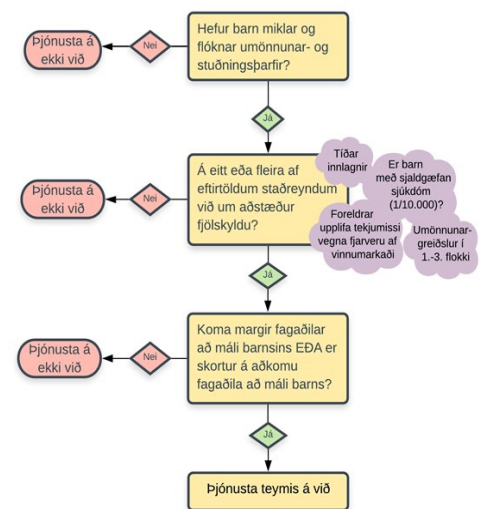 Hefur barn miklar og
flóknar umönnunar- og
stuðningsþarfir?
Nei
Þjónusta á
ekki við
Já
Á eitt eða fleira af
eftirtöldum staðreyndum
við um aðstæður
fjölskyldu?
Tíðar
innlagnir
Er barn
með sjaldgæfan
sjúkdóm
(1/10.000)?
Foreldrar
upplifa tekjumissi
vegna fjarveru af
vinnumarkaði
Umönnunar-
greiðslur í
1.-3. flokki
Nei
Þjónusta á
ekki við
Já
Koma margir fagaðilar
að máli barnsins EÐA er
skortur á aðkomu
fagaðila að máli barns?
Nei
Þjónusta á
ekki við
Já
Þjónusta teymis á við